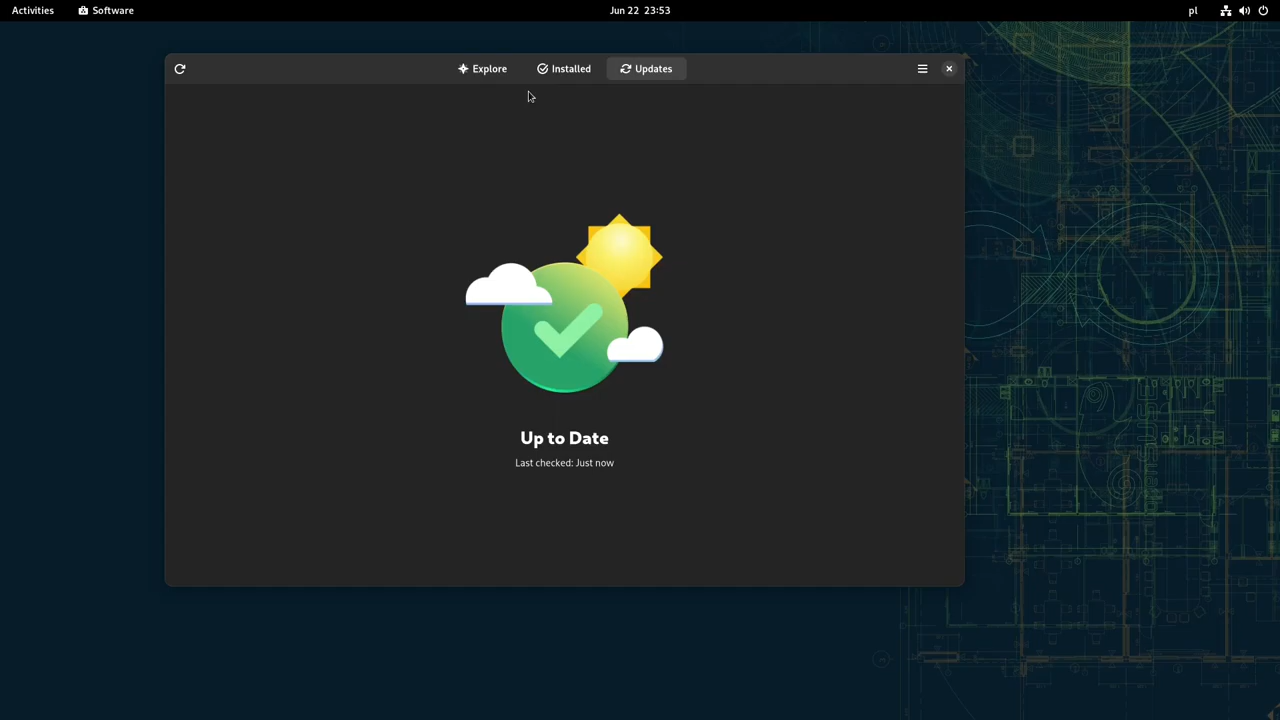 Activities
Software
Jun 22 23:53
pl
Explore
Installed
Updates
Up to Date
Last checked: Just now